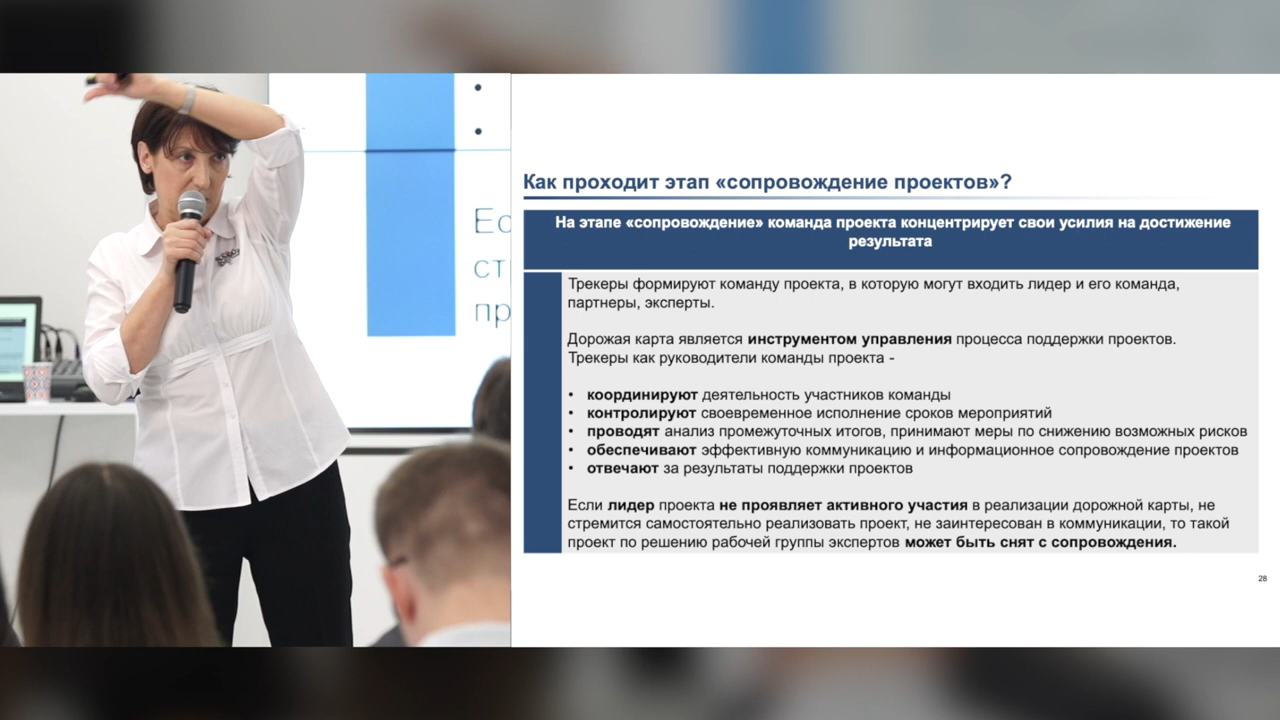 Ес
ст
пр
Как проходит этап «сопровождение проектов»?
На этапе «сопровождение» команда проекта концентрирует свои усилия на достижение
результата
Трекеры формируют команду проекта, в которую могут входить лидер и его команда,
партнеры, эксперты.
Дорожая карта является инструментом управления процесса поддержки проектов.
Трекеры как руководители команды проекта -
• координируют деятельность участников команды
• контролируют своевременное исполнение сроков мероприятий
• проводят анализ промежуточных итогов, принимают меры по снижению возможных рисков
• обеспечивают эффективную коммуникацию и информационное сопровождение проектов
• отвечают за результаты поддержки проектов
Если лидер проекта не проявляет активного участия в реализации дорожной карты, не
стремится самостоятельно реализовать проект, не заинтересован в коммуникации, то такой
проект по решению рабочей группы экспертов может быть снят с сопровождения.
28